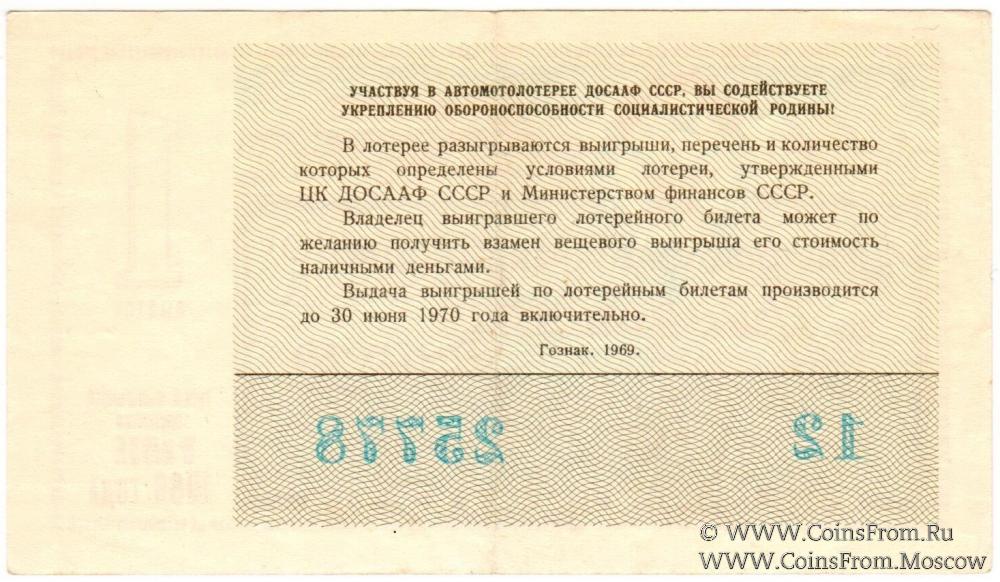 УЧАСТВУЯ В АВТОМОТОЛОТЕРЕЕ ДОСААФ СССР, ВЫ СОДЕЙСТВУЕТЕ
УКРЕПЛЕНИЮ ОБОРОНОСПОСОБНОСТИ СОЦИАЛИСТИЧЕСКОЙ РОДИНЫ!
В лотерее разыгрываются выигрыши, перечень и количество
которых определены условиями лотереи, утвержденными
ЦК ДОСААФ СССР и Министерством финансов СССР.
Владелец выигравшего лотерейного билета может по
желанию получить взамен вещевого выигрыша его стоимость
наличными деньгами.
Выдача выигрышей по лотерейным билетам производится
до 30 июня 1970 года включительно.
Гознак. 1969.
12 25778
© WWW.CoinsFrom.Ru
WWW.CoinsFrom.Moscow